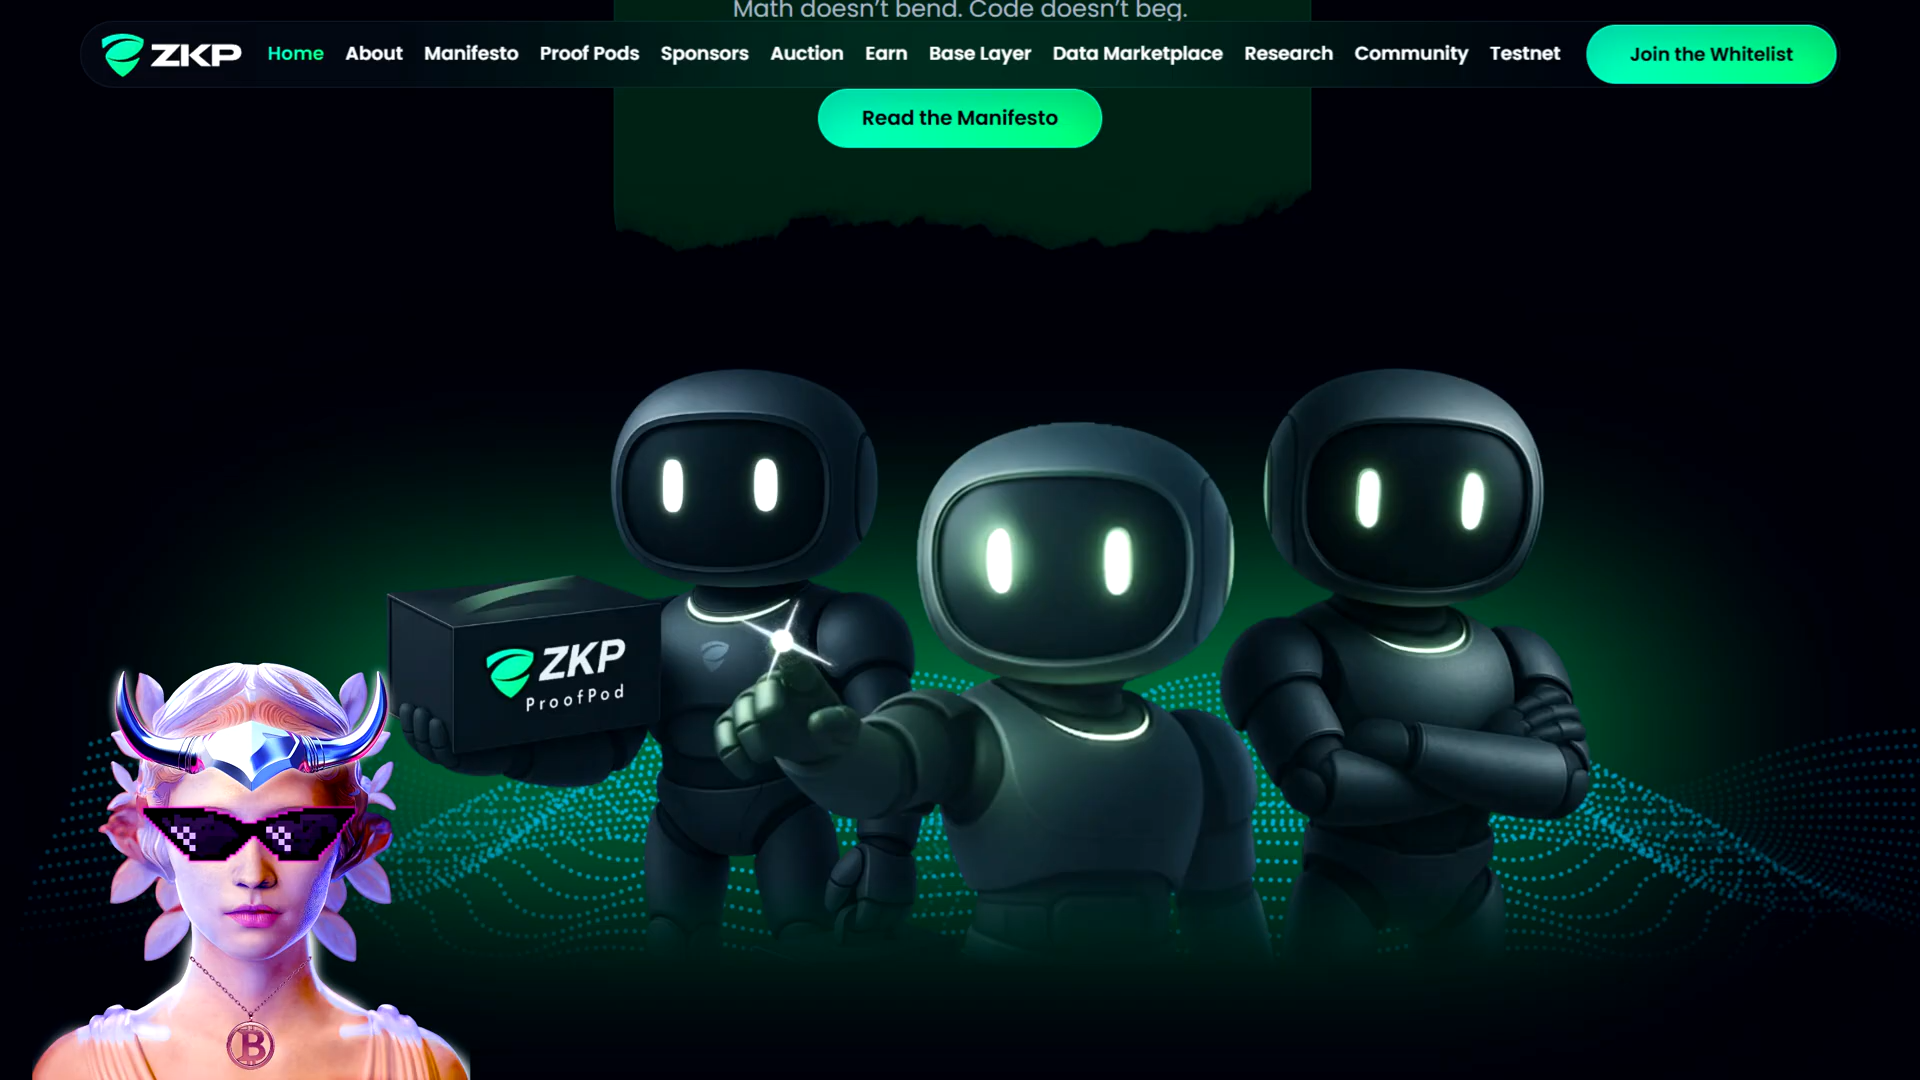 Math doesn't bend. Code doesn't beg.
ZKP Home About Manifesto Proof Pods Sponsors Auction Earn Base Layer Data Marketplace Research Community Testnet Join the Whitelist
Read the Manifesto
ZKP
ProofPod
B